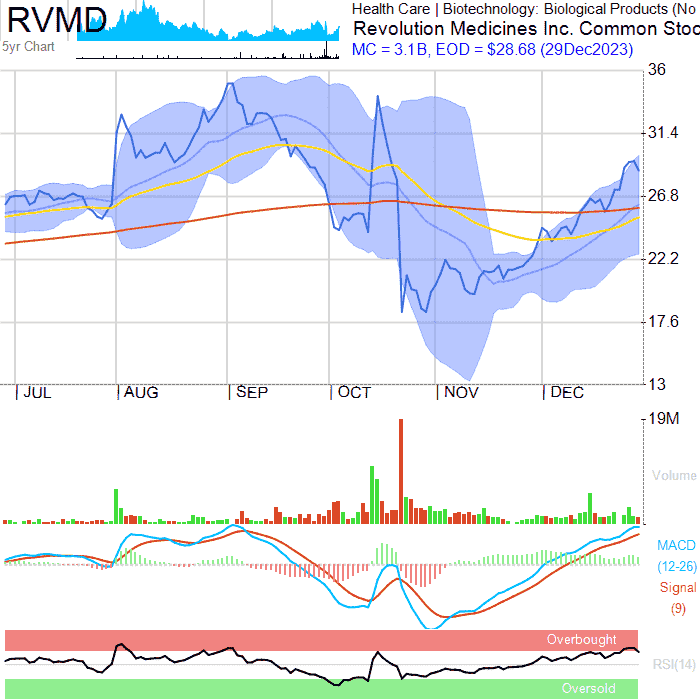 RVMD
5yr Chart
Health Care | Biotechnology: Biological Products (No
Revolution Medicines Inc. Common Stoc
MC = 3.1B, EOD = $28.68 (29Dec2023)
36
31.4
26.8
22.2
17.6
13
JUL AUG SEP OCT NOV DEC
19M
Volume
MACD
(12-26)
Signal
(9)
Overbought
RSI(14)
Oversold